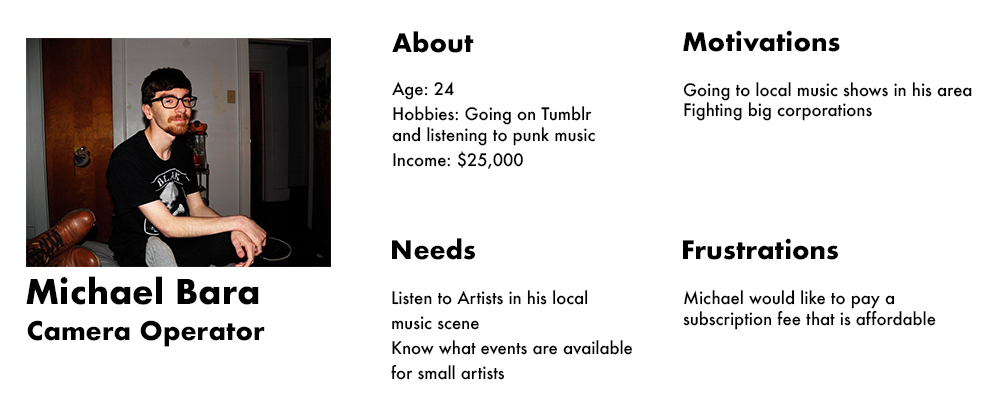 Michael Bara
Camera Operator
About
Age: 24
Hobbies: Going on Tumblr
and listening to punk music
Income: $25,000
Motivations
Going to local music shows in his area
Fighting big corporations
Needs
Listen to Artists in his local
music scene
Know what events are available
for small artists
Frustrations
Michael would like to pay a
subscription fee that is affordable